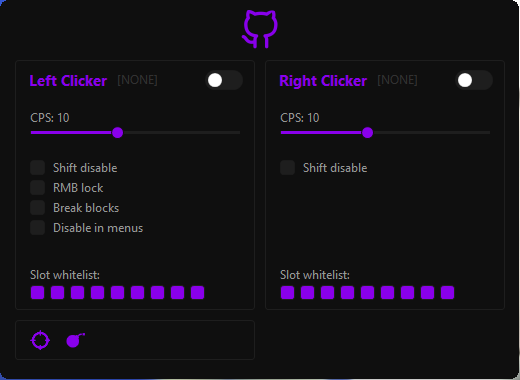 Left Clicker [NONE]
CPS: 10
Shift disable
RMB lock
Break blocks
Disable in menus
Slot whitelist:
Right Clicker [NONE]
CPS: 10
Shift disable
Slot whitelist: